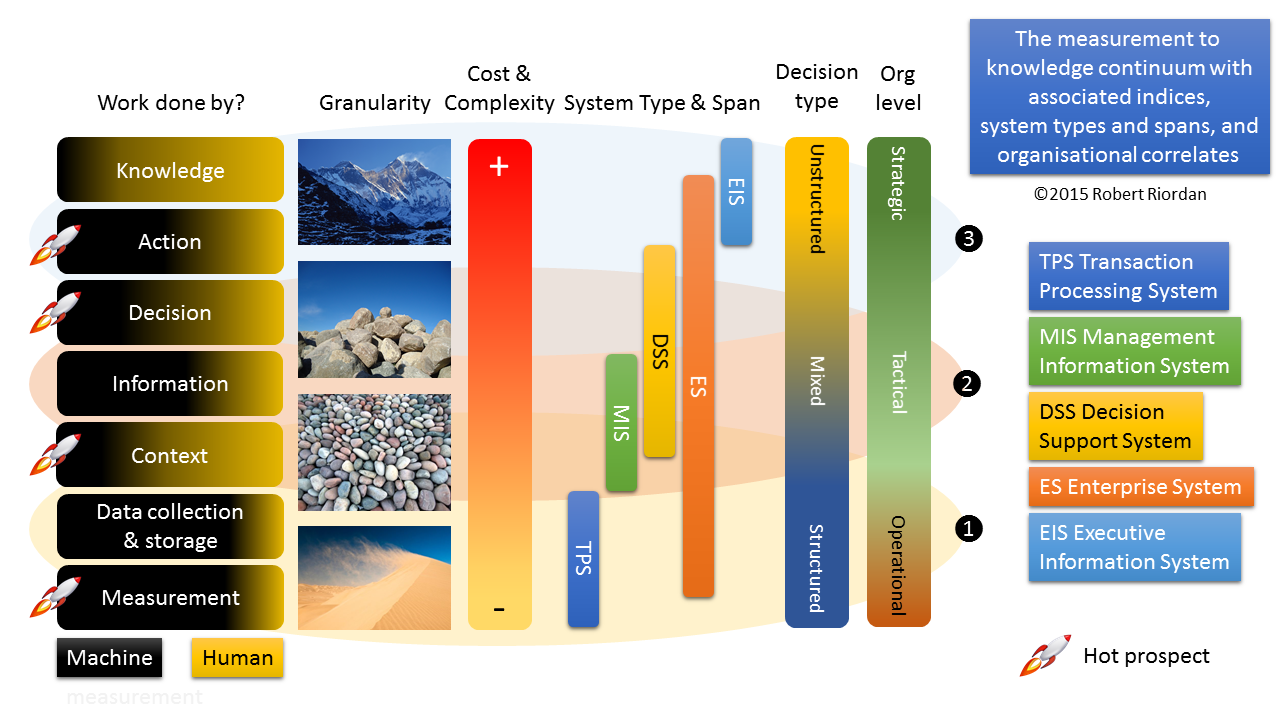 The measurement to
knowledge continuum with
associated indices,
system types and spans, and
organisational correlates
©2015 Robert Riordan
Work done by?
Granularity
Cost &
Complexity
System Type & Span
Decision
type
Org
level
Knowledge
Action
Decision
Information
Context
Data collection
& storage
Measurement
Machine
Human
measurement
+
-
TPS
MIS
DSS
ES
EIS
Unstructured
Mixed
Structured
Strategic
Tactical
Operational
3
2
1
TPS Transaction
Processing System
MIS Management
Information System
DSS Decision
Support System
ES Enterprise System
EIS Executive
Information System
Hot prospect